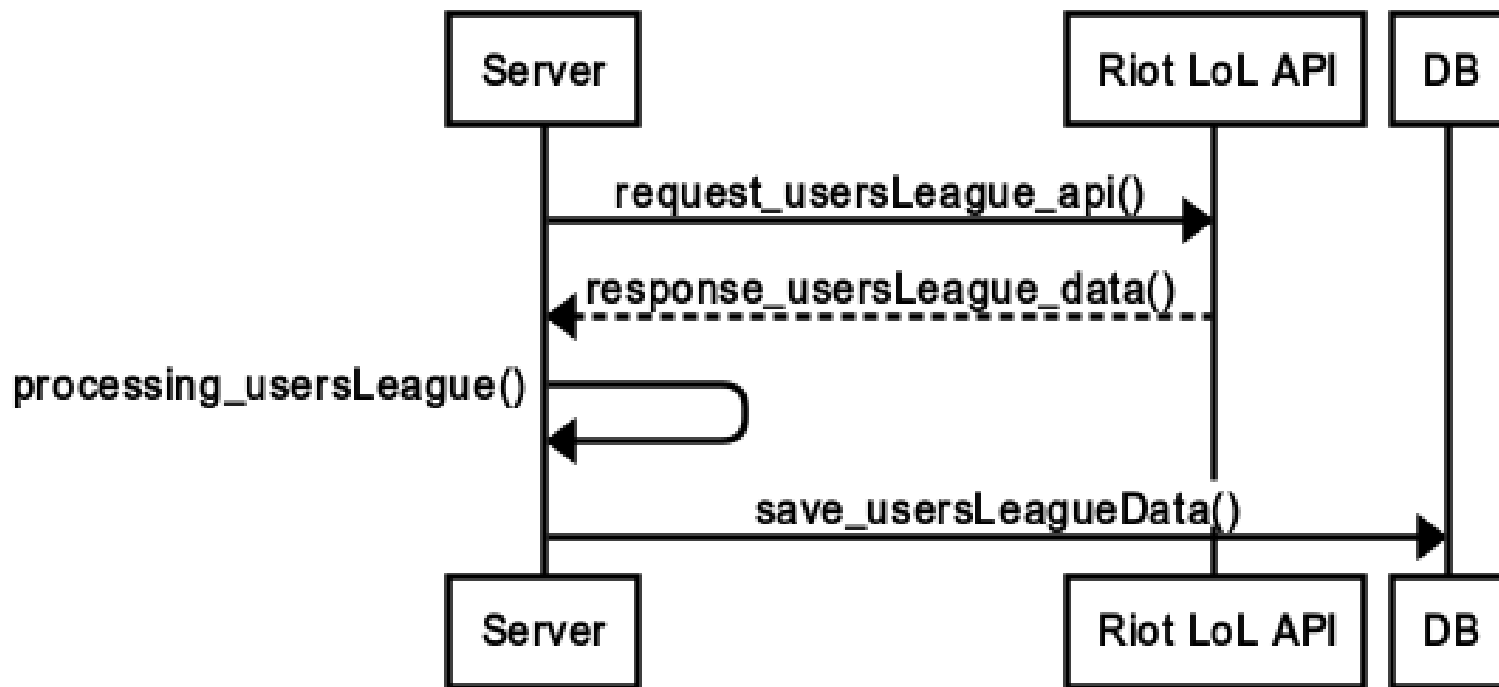 Server
Riot LoL API
DB
request_usersLeague_api()
response_usersLeague_data()
processing_usersLeague()
save_usersLeagueData()
Server
Riot LoL API
DB